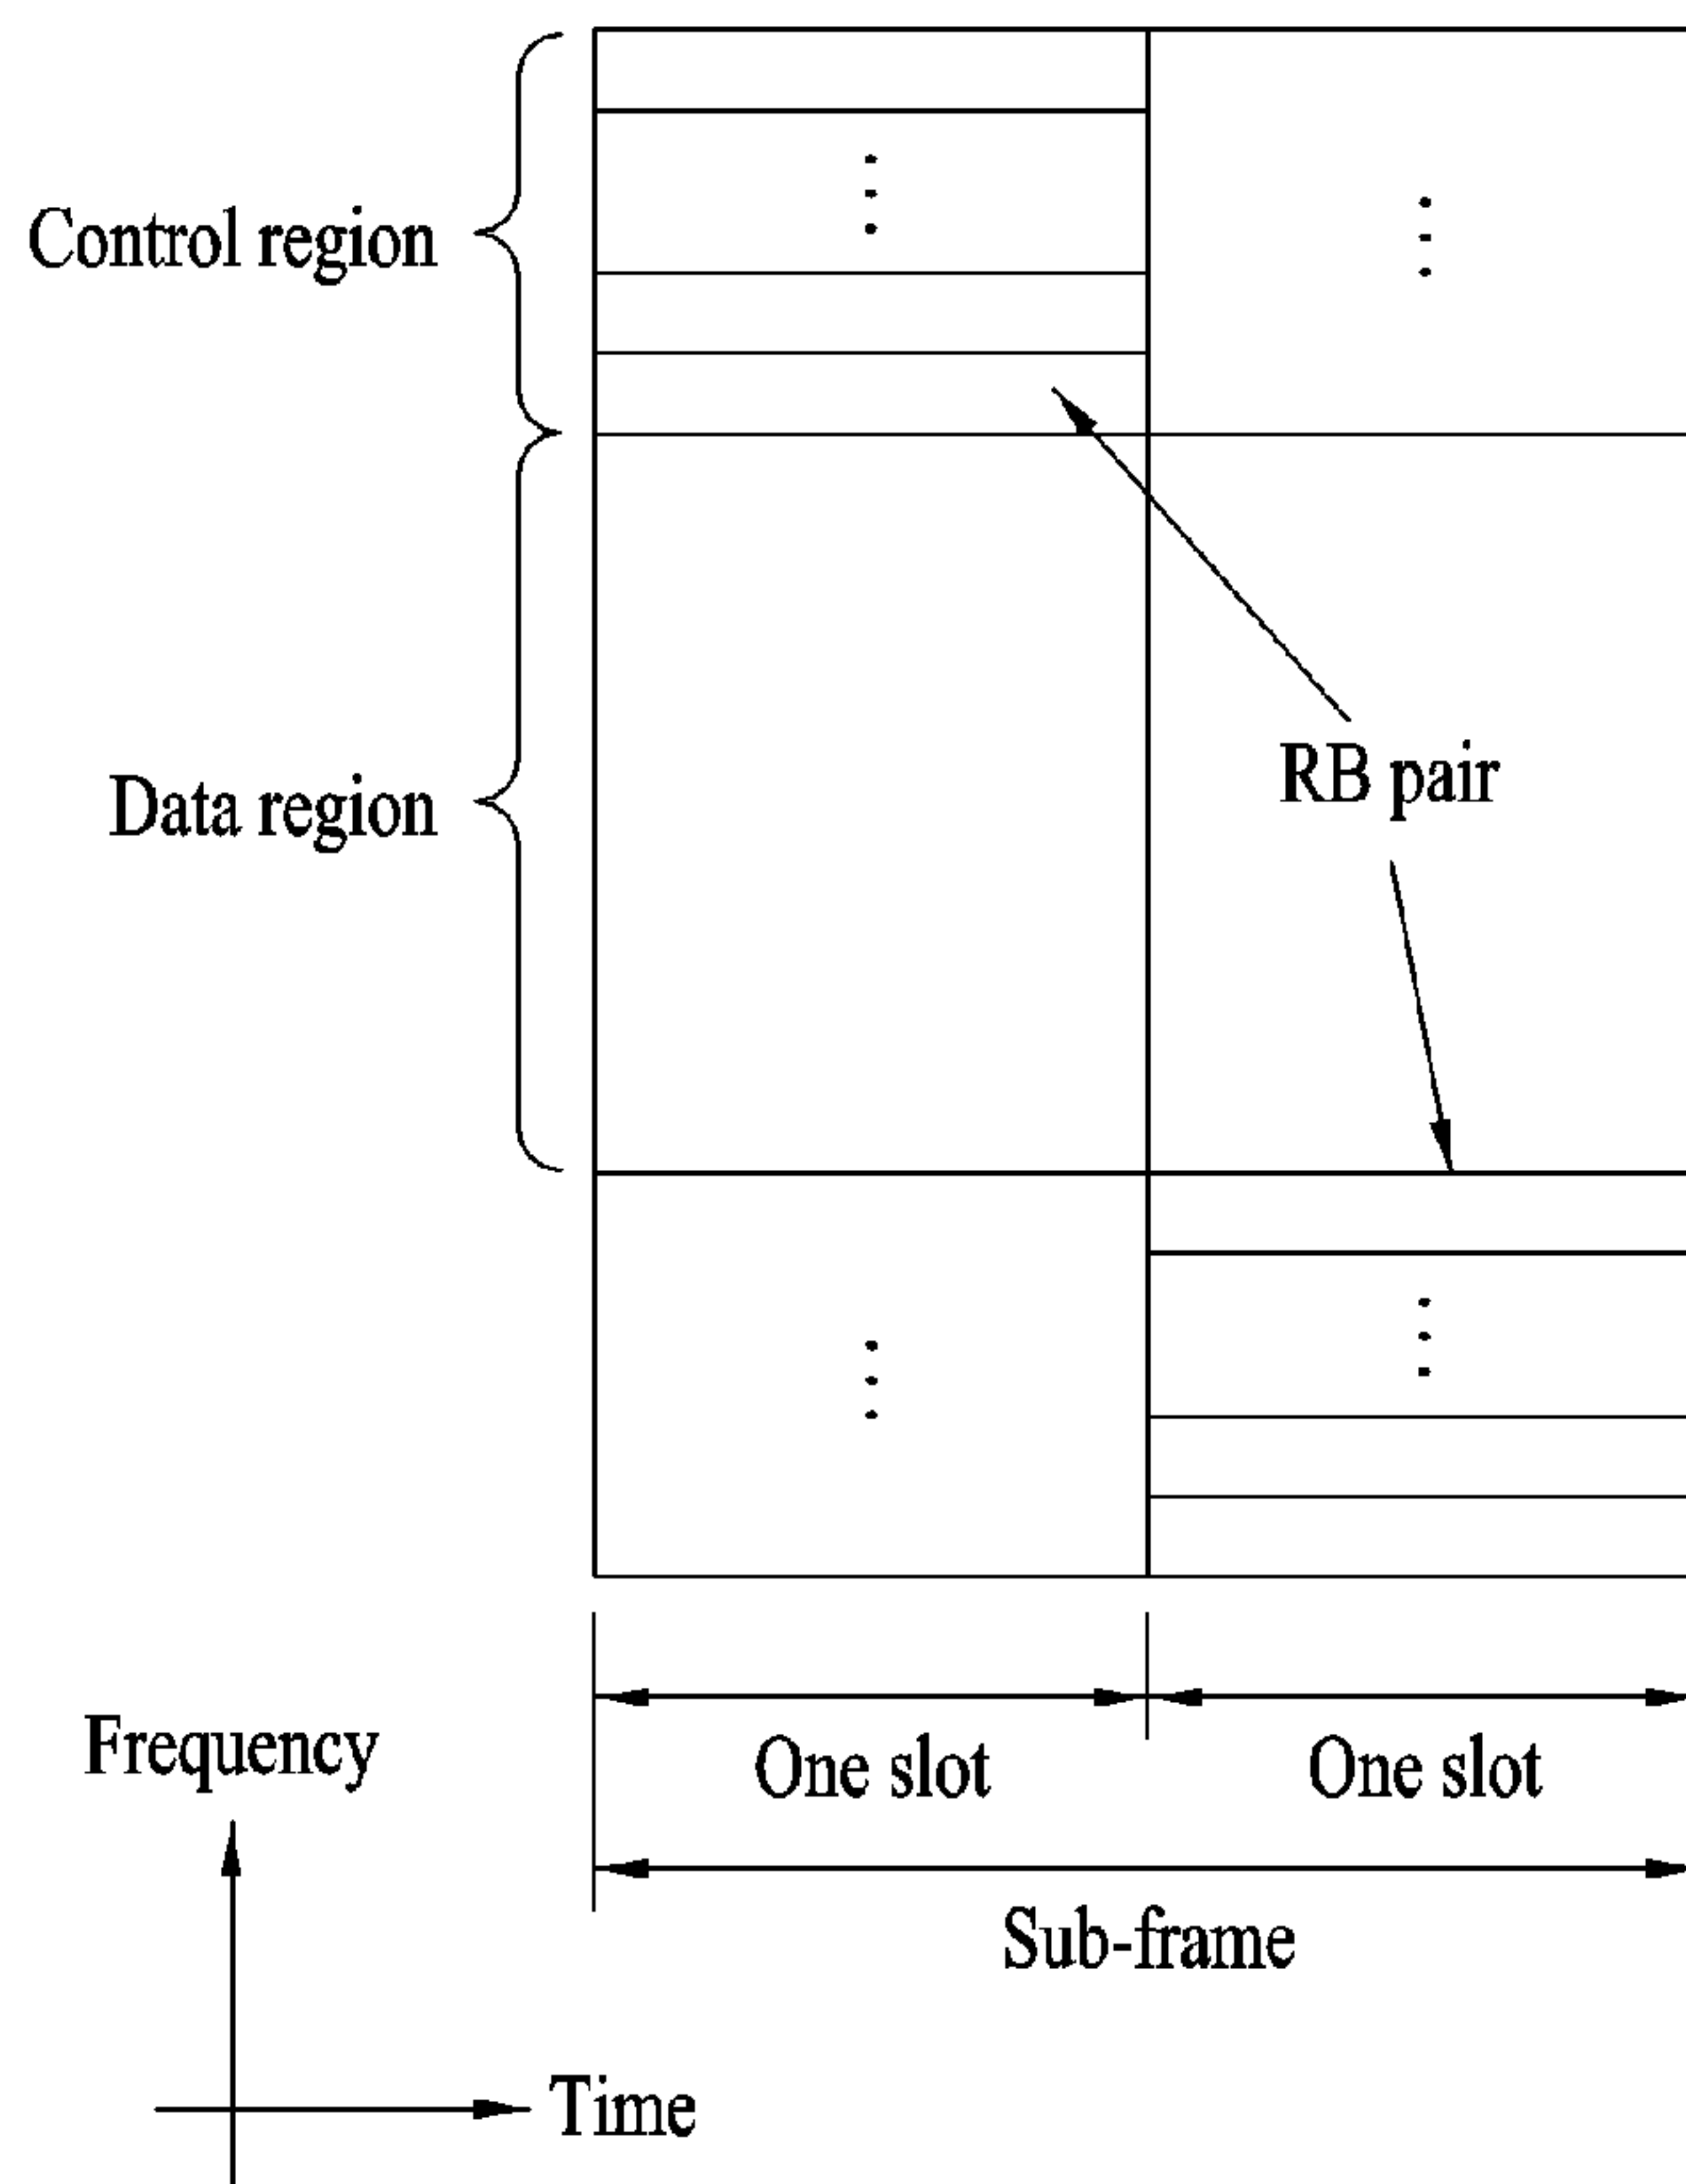 Control region
Data region
RB pair
One slot
One slot
Sub-frame
Frequency
Time